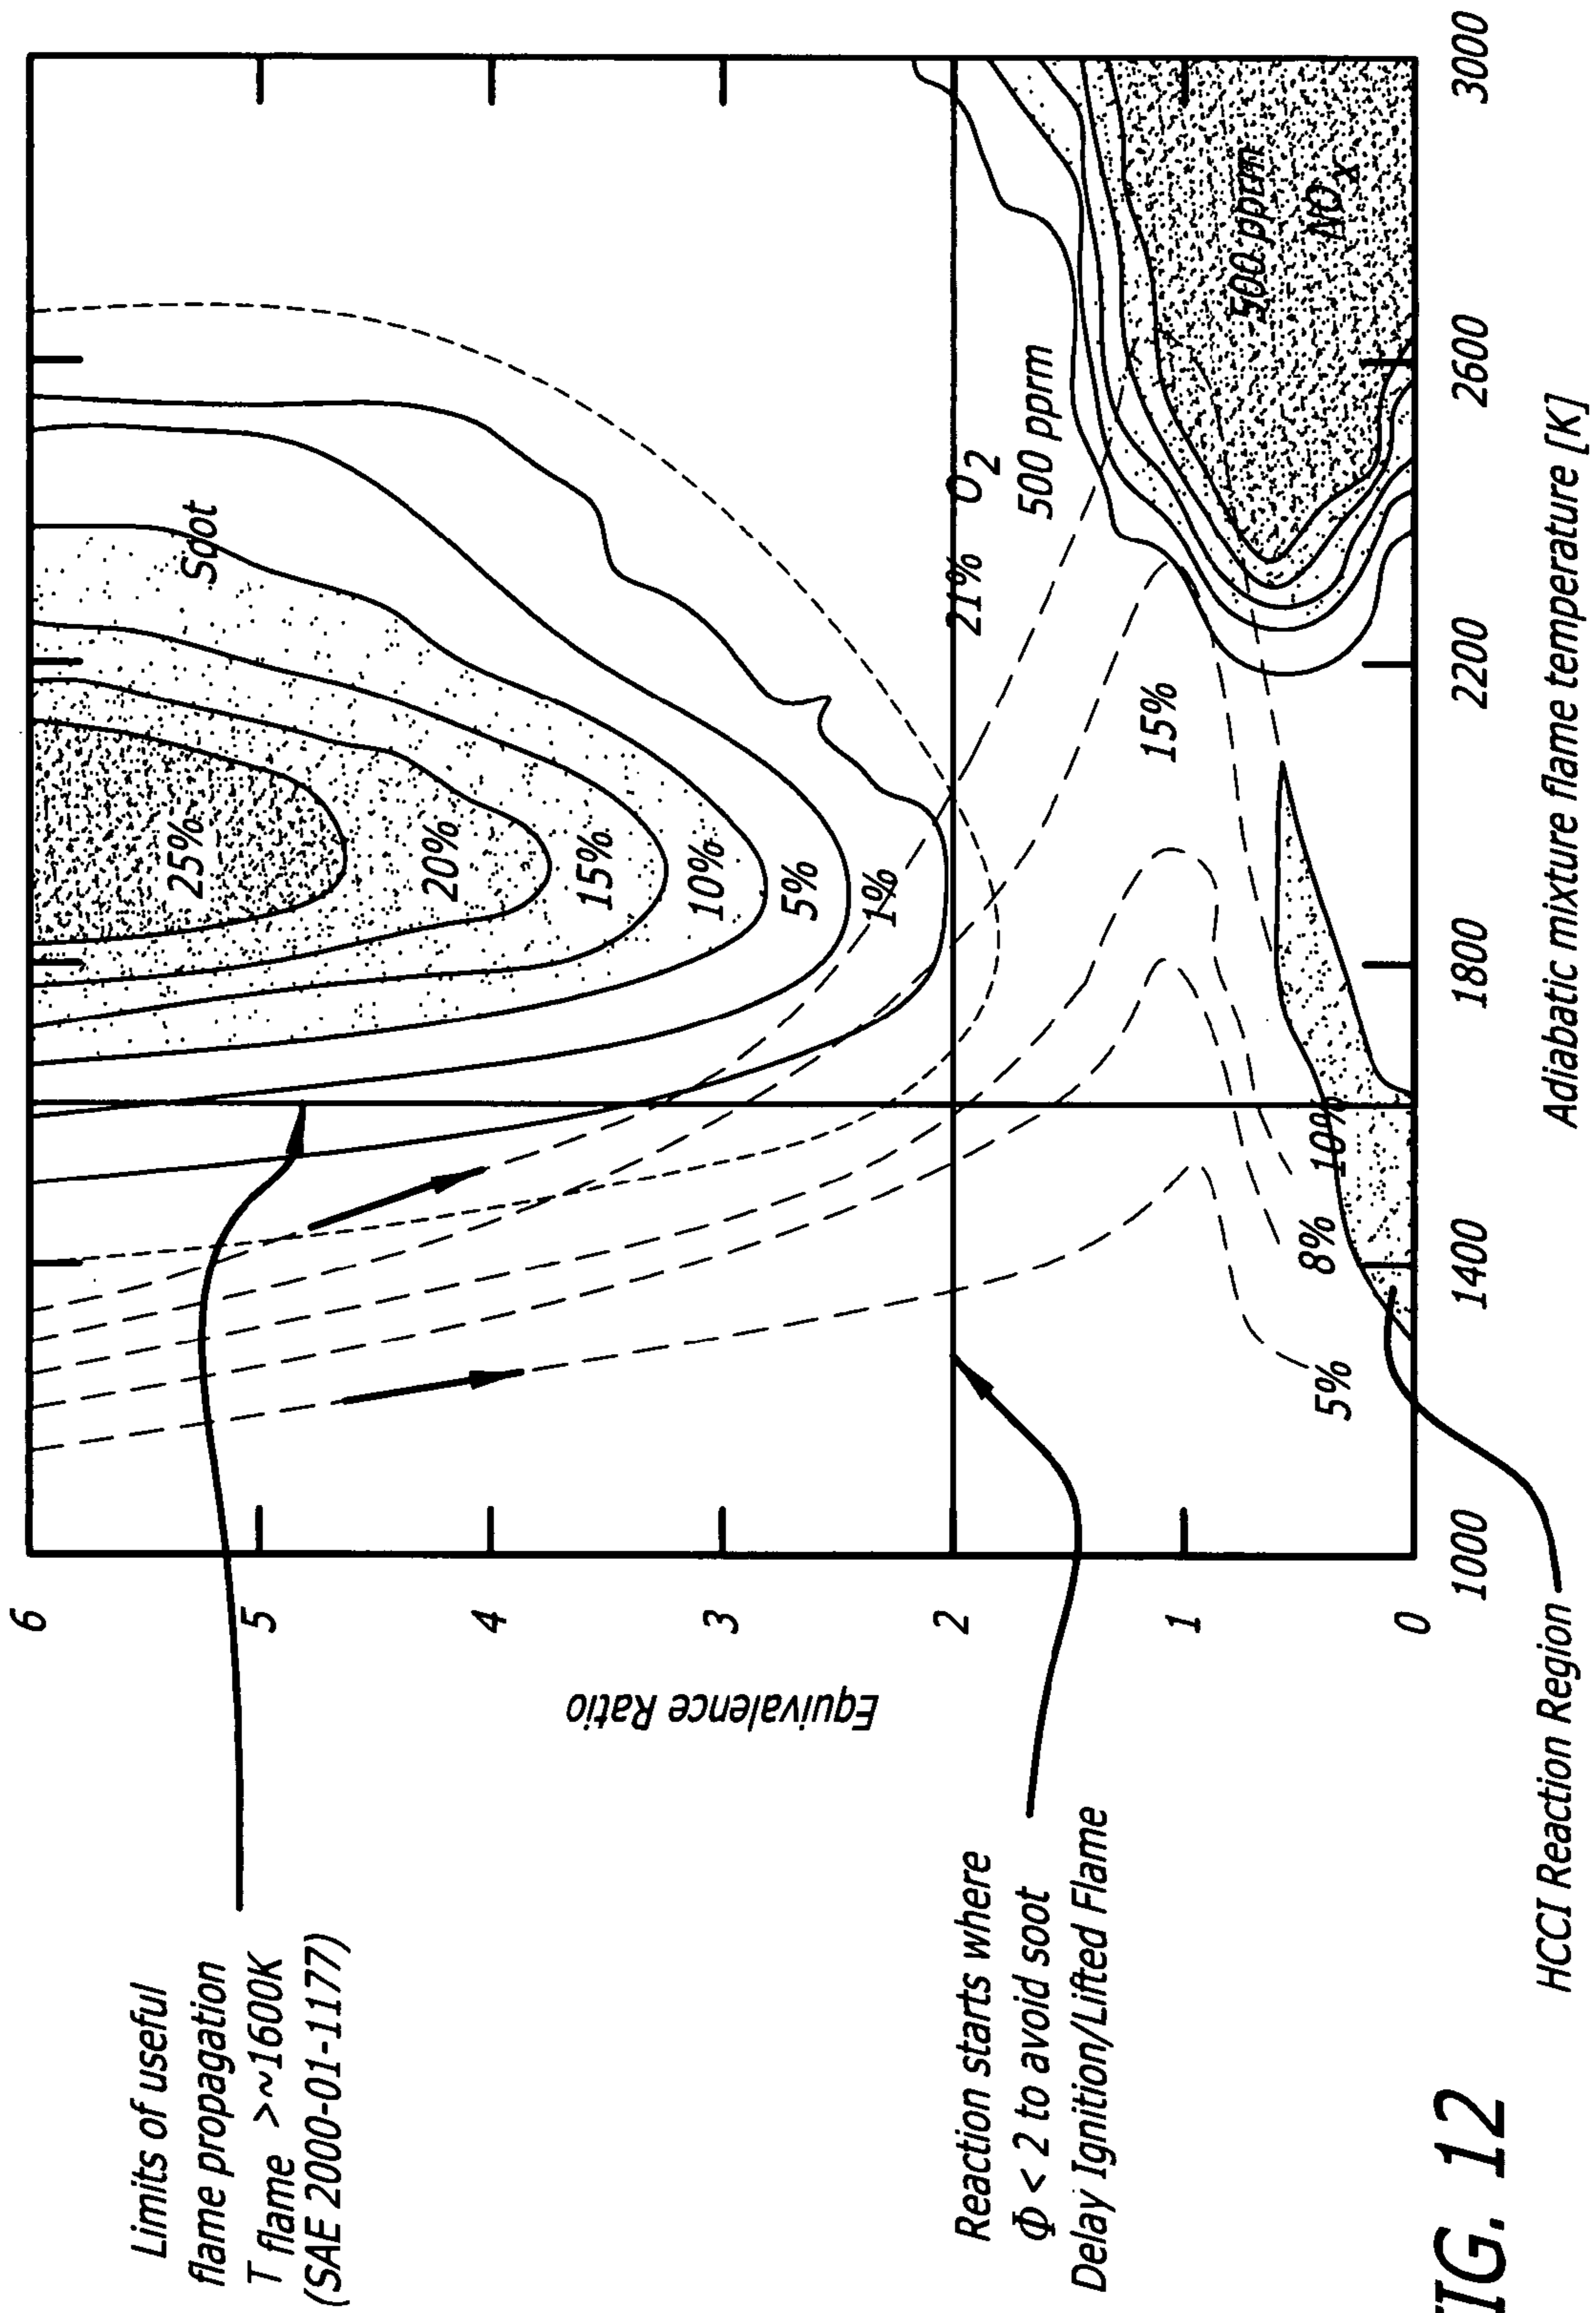 Limits of useful
flame propagation
T flame >~1600K
(SAE 2000-01-1177)
Reaction starts where
Φ < 2 to avoid soot
Delay Ignition/Lifted Flame
HCCI Reaction Region
Equivalence Ratio
6
5
4
3
2
1
0
1000
1400
1800
2200
2600
3000
Adiabatic mixture flame temperature [K]
Soot
25%
20%
15%
10%
5%
1%
21% O2
500 pprm
15%
10%
8%
5%
500 pprm
NOx
FIG. 12